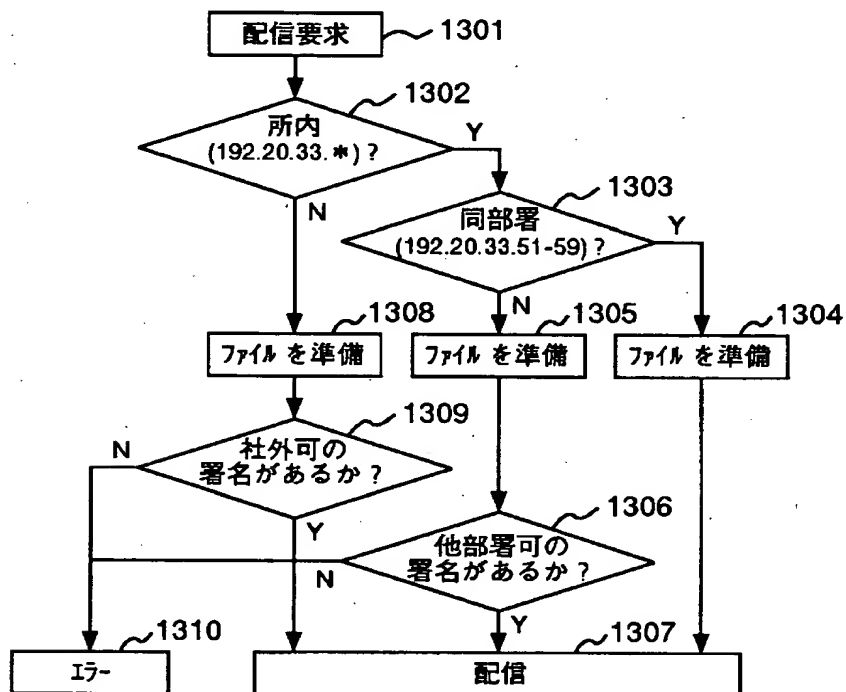 配信要求
1301
1302
所内
(192.20.33.＊)？
Y
N
1303
同部署
(192.20.33.51-59)？
Y
N
1308
ファイル を準備
1305
ファイル を準備
1304
ファイル を準備
1309
社外可の
署名があるか？
N
Y
1306
他部署可の
署名があるか？
N
Y
1310
エラー
1307
配信